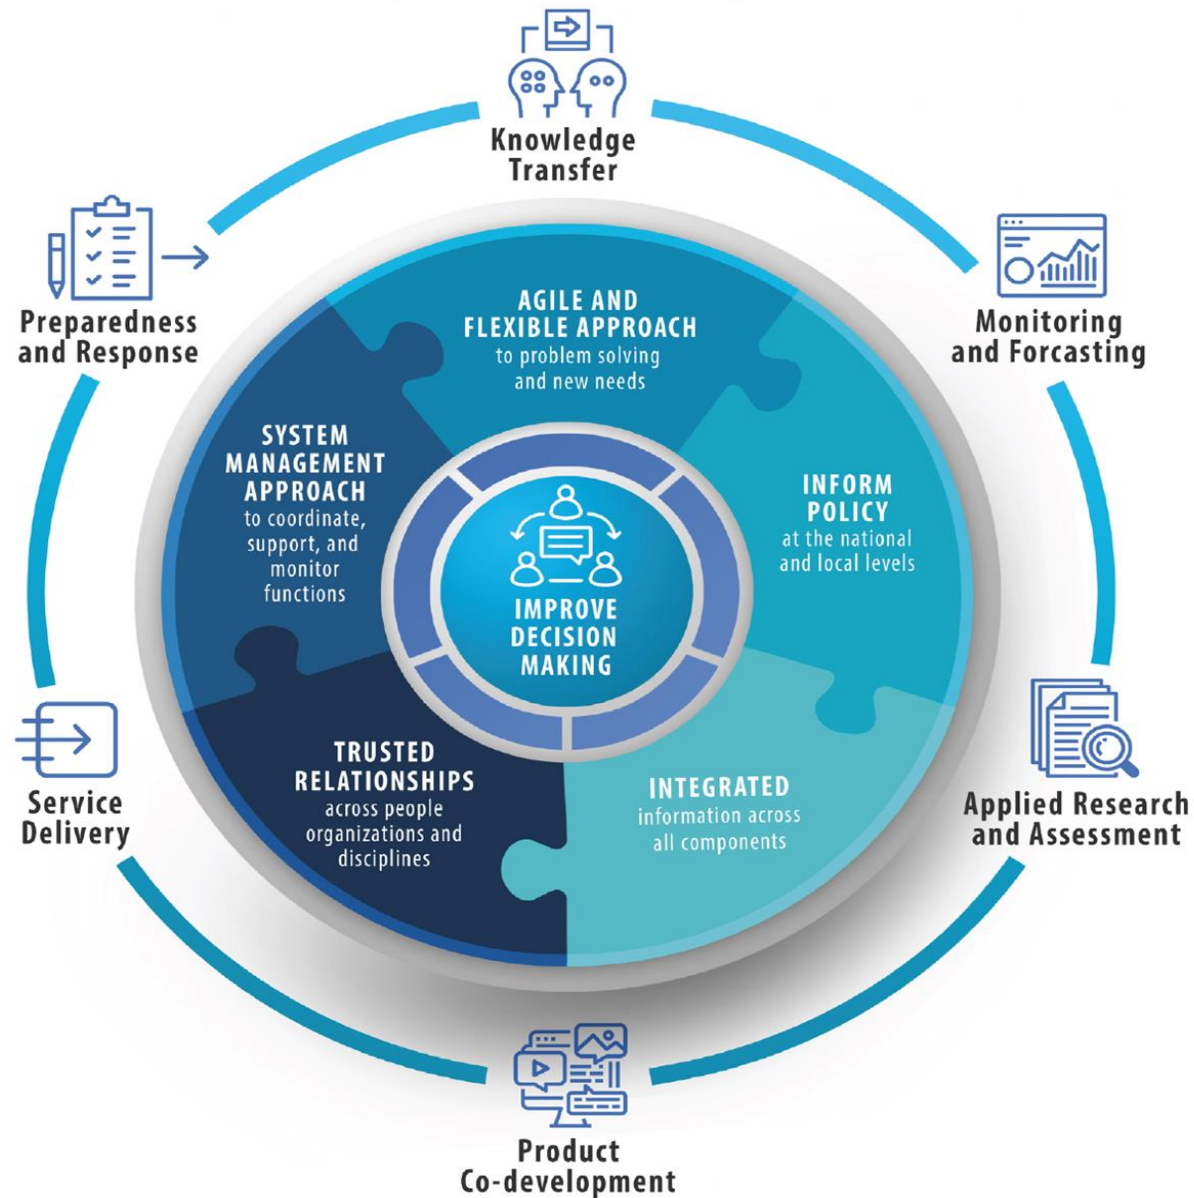 Knowledge
Transfer
Monitoring
and Forcasting
Applied Research
and Assessment
Product
Co-development
Service
Delivery
Preparedness
and Response
AGILE AND
FLEXIBLE APPROACH
to problem solving
and new needs
INFORM
POLICY
at the national
and local levels
INTEGRATED
information across
all components
TRUSTED
RELATIONSHIPS
across people
organizations and
disciplines
SYSTEM
MANAGEMENT
APPROACH
to coordinate,
support, and
monitor
functions
IMPROVE
DECISION
MAKING